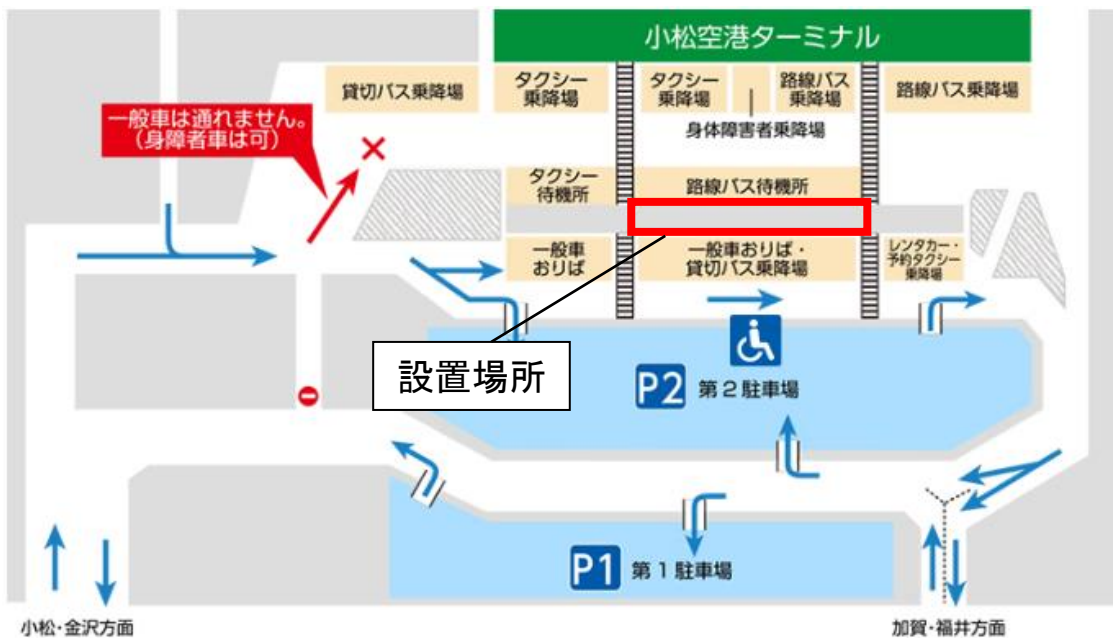 小松空港ターミナル
貸切バス乗降場
タクシー
乗降場
タクシー
乗降場
路線バス
乗降場
路線バス乗降場
身体障害者乗降場
一般車は通れません。
(身障者車は可)
タクシー
待機所
路線バス待機所
一般車
おりば
一般車おりば・
貸切バス乗降場
レンタカー・
予約タクシー
乗降場
設置場所
P2 第2駐車場
P1 第1駐車場
小松・金沢方面
加賀・福井方面